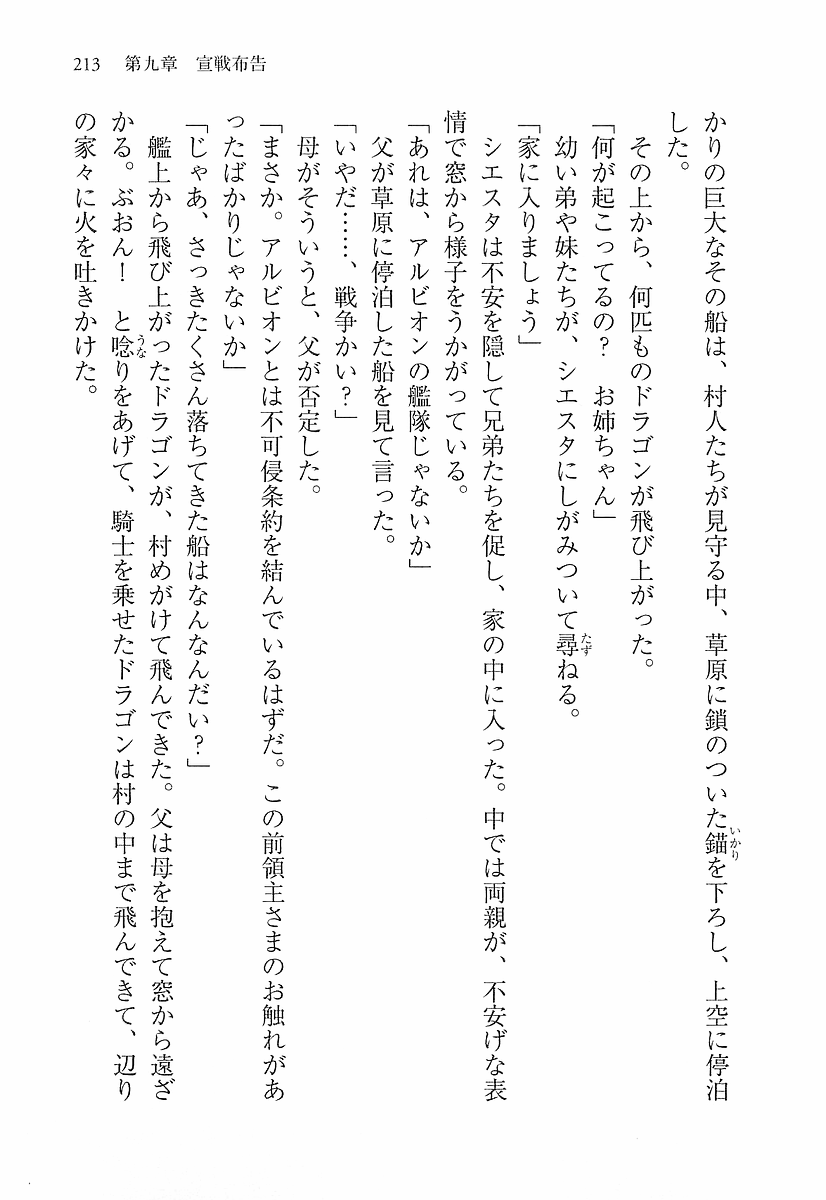 213　第九章　宣戦布告
かりの巨大なその船は、村人たちが見守る中、草原に鎖のついた錨を下ろし、上空に停泊
した。
　その上から、何匹ものドラゴンが飛び上がった。
「何が起こってるの？　お姉ちゃん」
　幼い弟や妹たちが、シエスタにしがみついて尋ねる。
「家に入りましょう」
　シエスタは不安を隠して兄弟たちを促し、家の中に入った。中では両親が、不安げな表
情で窓から様子をうかがっている。
「あれは、アルビオンの艦隊じゃないか」
　父が草原に停泊した船を見て言った。
「いやだ……、戦争かい？」
　母がそういうと、父が否定した。
「まさか。アルビオンとは不可侵条約を結んでいるはずだ。この前領主さまのお触れがあ
ったばかりじゃないか」
「じゃあ、さっきたくさん落ちてきた船はなんなんだい？」
　艦上から飛び上がったドラゴンが、村めがけて飛んできた。父は母を抱えて窓から遠ざ
かる。ぶおん！　と唸りをあげて、騎士を乗せたドラゴンは村の中まで飛んできて、辺り
の家々に火を吐きかけた。
いかり
たず
うな